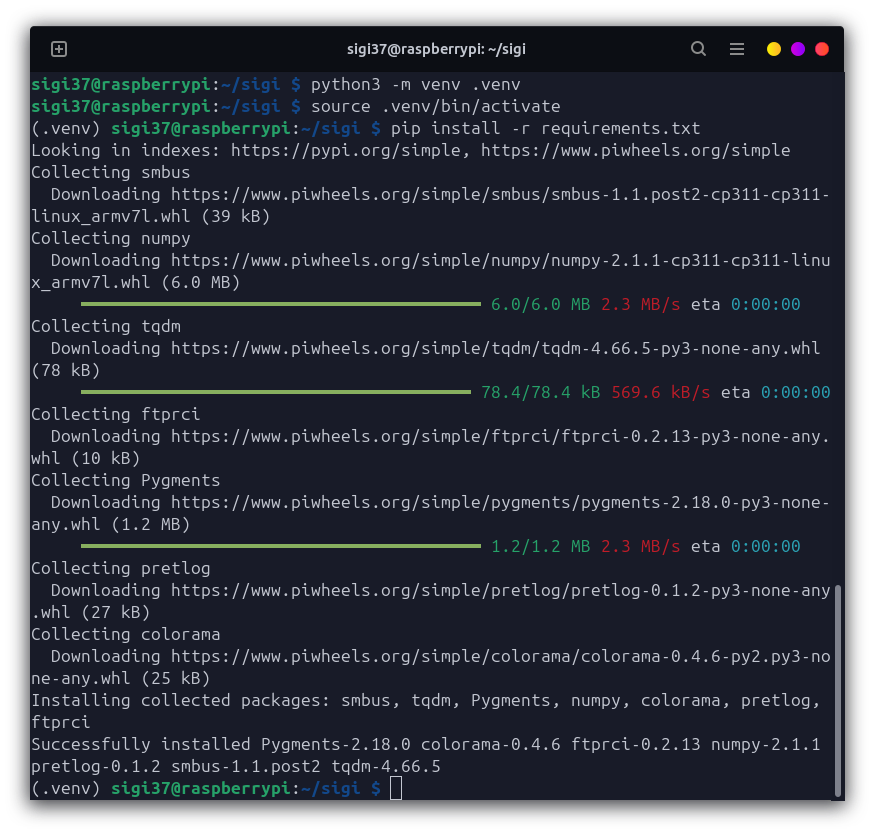 sigi37@raspberrypi: ~/sigi
sigi37@raspberrypi:~/sigi $ python3 -m venv .venv
sigi37@raspberrypi:~/sigi $ source .venv/bin/activate
(.venv) sigi37@raspberrypi:~/sigi $ pip install -r requirements.txt
Looking in indexes: https://pypi.org/simple, https://www.piwheels.org/simple
Collecting smbus
  Downloading https://www.piwheels.org/simple/smbus/smbus-1.1.post2-cp311-cp311-
linux_armv7l.whl (39 kB)
Collecting numpy
  Downloading https://www.piwheels.org/simple/numpy/numpy-2.1.1-cp311-cp311-linu
x_armv7l.whl (6.0 MB)
6.0/6.0 MB 2.3 MB/s eta 0:00:00
Collecting tqdm
  Downloading https://www.piwheels.org/simple/tqdm/tqdm-4.66.5-py3-none-any.whl
(78 kB)
78.4/78.4 kB 569.6 kB/s eta 0:00:00
Collecting ftprci
  Downloading https://www.piwheels.org/simple/ftprci/ftprci-0.2.13-py3-none-any.
whl (10 kB)
Collecting Pygments
  Downloading https://www.piwheels.org/simple/pygments/pygments-2.18.0-py3-none-
any.whl (1.2 MB)
1.2/1.2 MB 2.3 MB/s eta 0:00:00
Collecting pretlog
  Downloading https://www.piwheels.org/simple/pretlog/pretlog-0.1.2-py3-none-any
.whl (27 kB)
Collecting colorama
  Downloading https://www.piwheels.org/simple/colorama/colorama-0.4.6-py2.py3-no
ne-any.whl (25 kB)
Installing collected packages: smbus, tqdm, Pygments, numpy, colorama, pretlog,
ftprci
Successfully installed Pygments-2.18.0 colorama-0.4.6 ftprci-0.2.13 numpy-2.1.1
pretlog-0.1.2 smbus-1.1.post2 tqdm-4.66.5
(.venv) sigi37@raspberrypi:~/sigi $